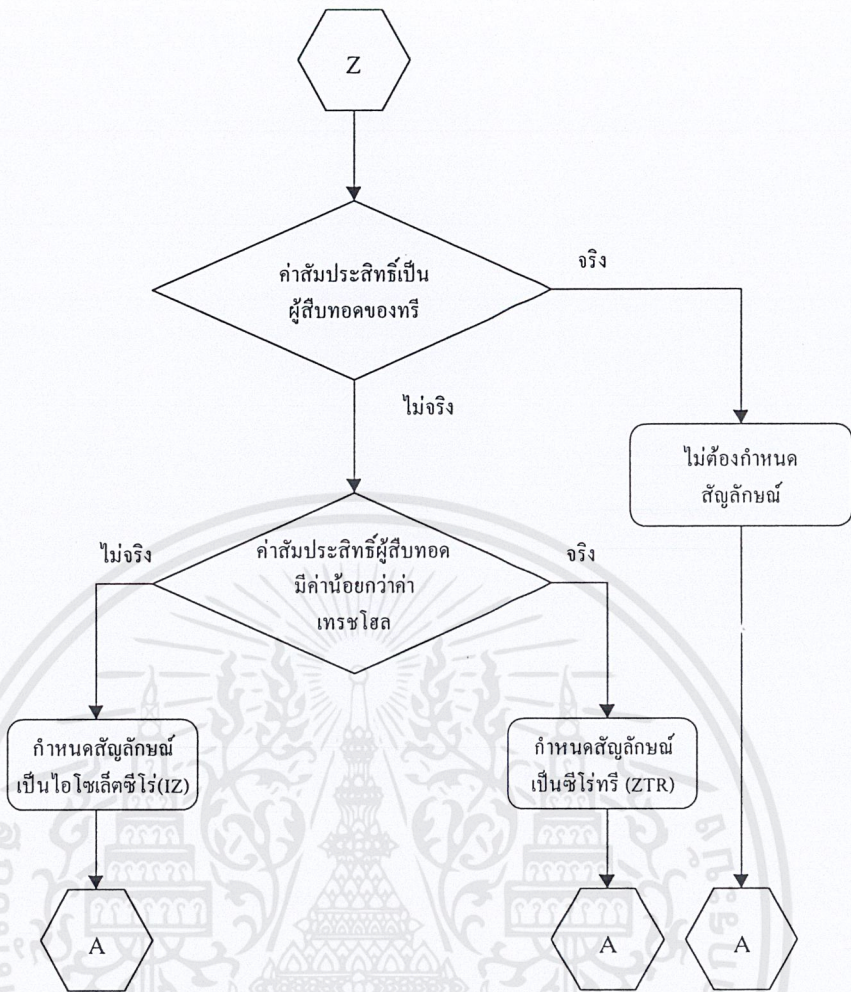 Z
ค่าสัมประสิทธิ์เป็น
ผู้สืบทอดของทรี
จริง
ไม่จริง
ไม่ต้องกำหนด
สัญลักษณ์
ค่าสัมประสิทธิ์ผู้สืบทอด
มีค่าน้อยกว่าค่า
เทรชโฮล
ไม่จริง
จริง
กำหนดสัญลักษณ์
เป็นไอโซเล็ตซีโร่(IZ)
กำหนดสัญลักษณ์
เป็นซีโร่ทรี (ZTR)
A
A
A